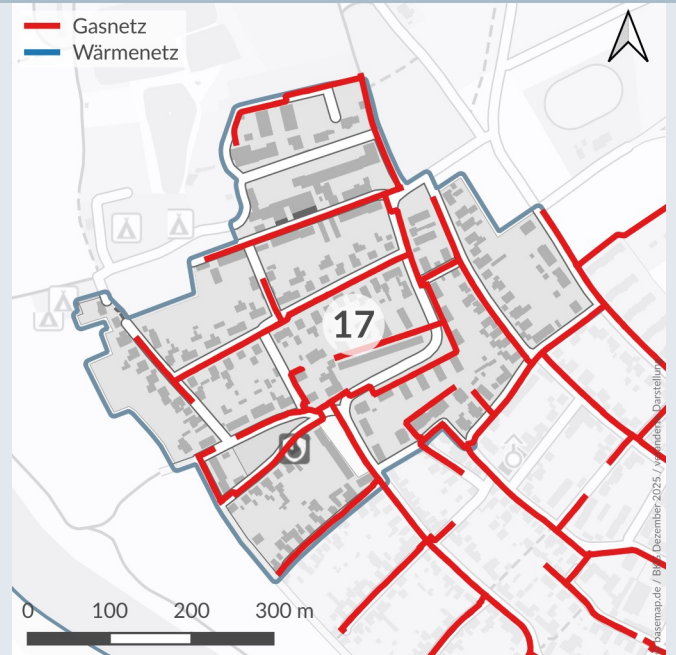 Gasnetz
Wärmenetz
17
0 100 200 300 m
basemap.de / BKG Dezember 2025 / veränderte Darstellung